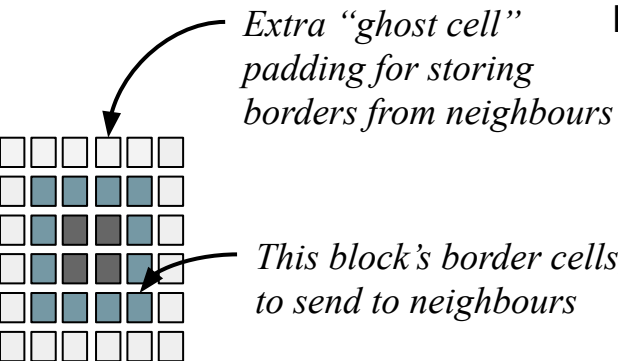 Extra “ghost cell”
padding for storing
borders from neighbours
This block’s border cells
to send to neighbours